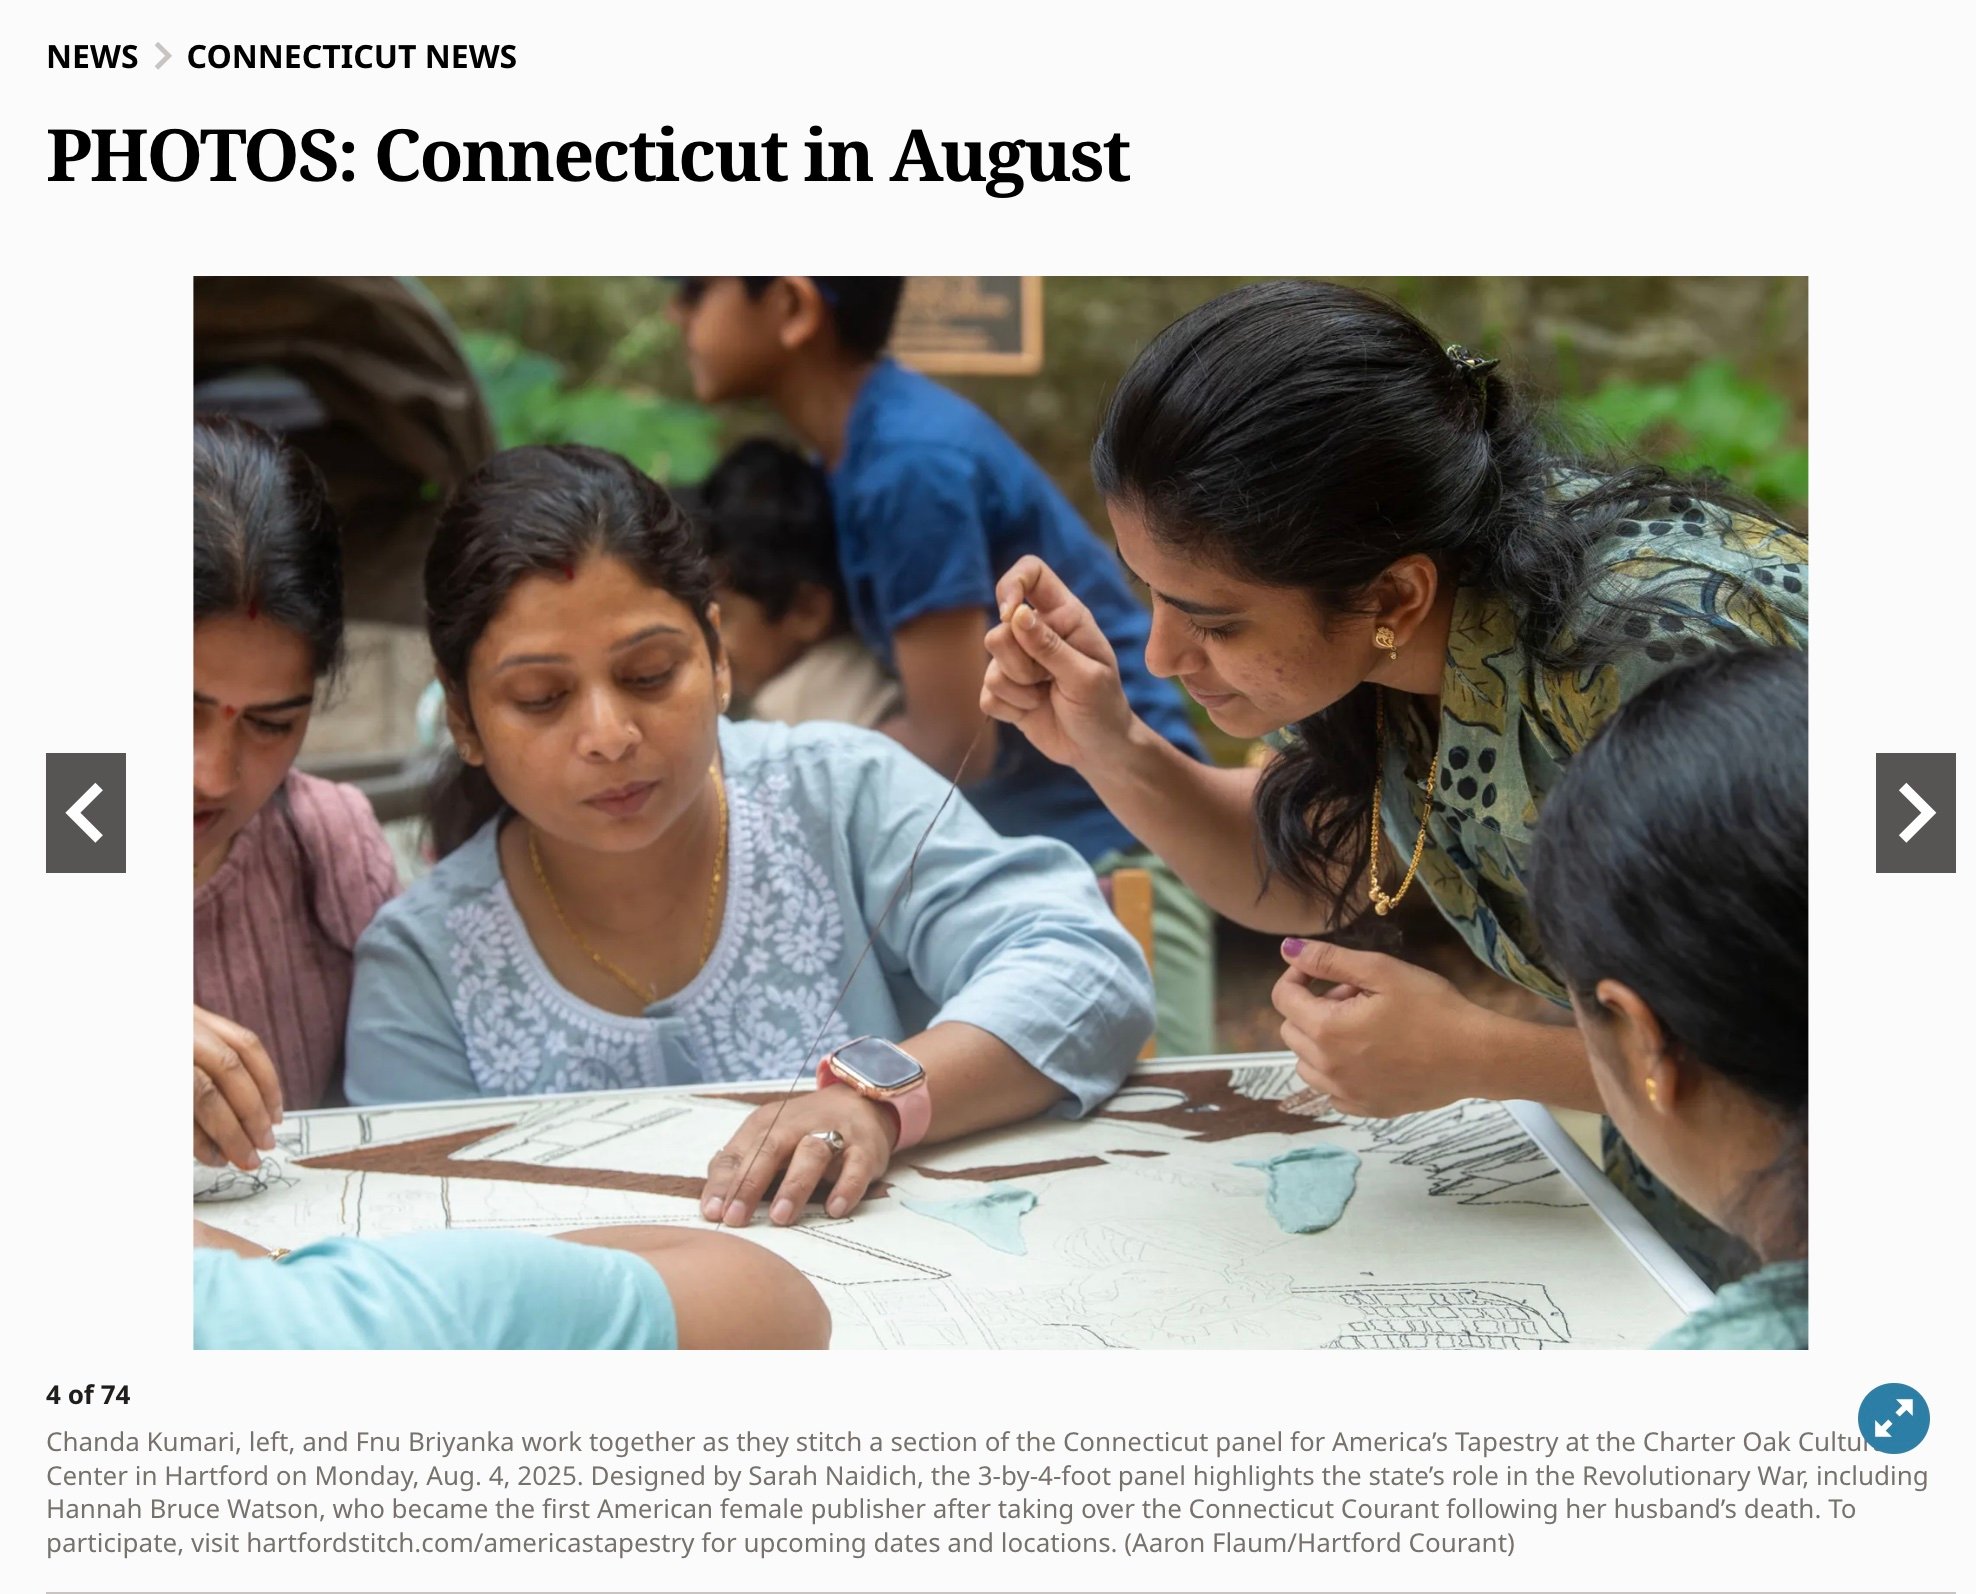 NEWS > CONNECTICUT NEWS
PHOTOS: Connecticut in August
4 of 74
Chanda Kumari, left, and Fnu Briyanka work together as they stitch a section of the Connecticut panel for America’s Tapestry at the Charter Oak
Center in Hartford on Monday, Aug. 4, 2025. Designed by Sarah Naidich, the 3-by-4-foot panel highlights the state’s role in the Revolutionary War, including
Hannah Bruce Watson, who became the first American female publisher after taking over the Connecticut Courant following her husband’s death. To
participate, visit hartfordstitch.com/americastapestry for upcoming dates and locations. (Aaron Flaum/Hartford Courant)